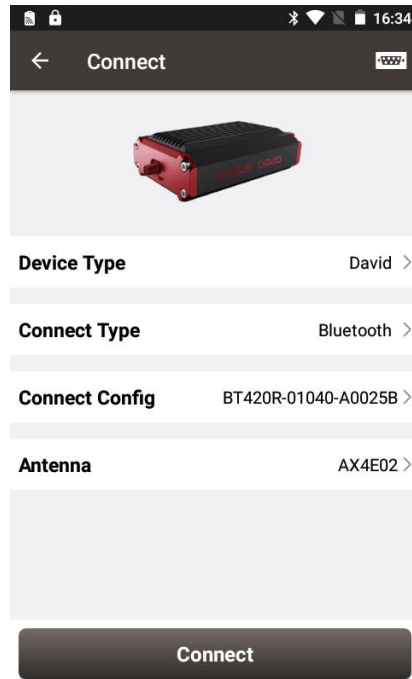 16:34
Connect
Device Type David
Connect Type Bluetooth
Connect Config BT420R-01040-A0025B
Antenna AX4E02
Connect